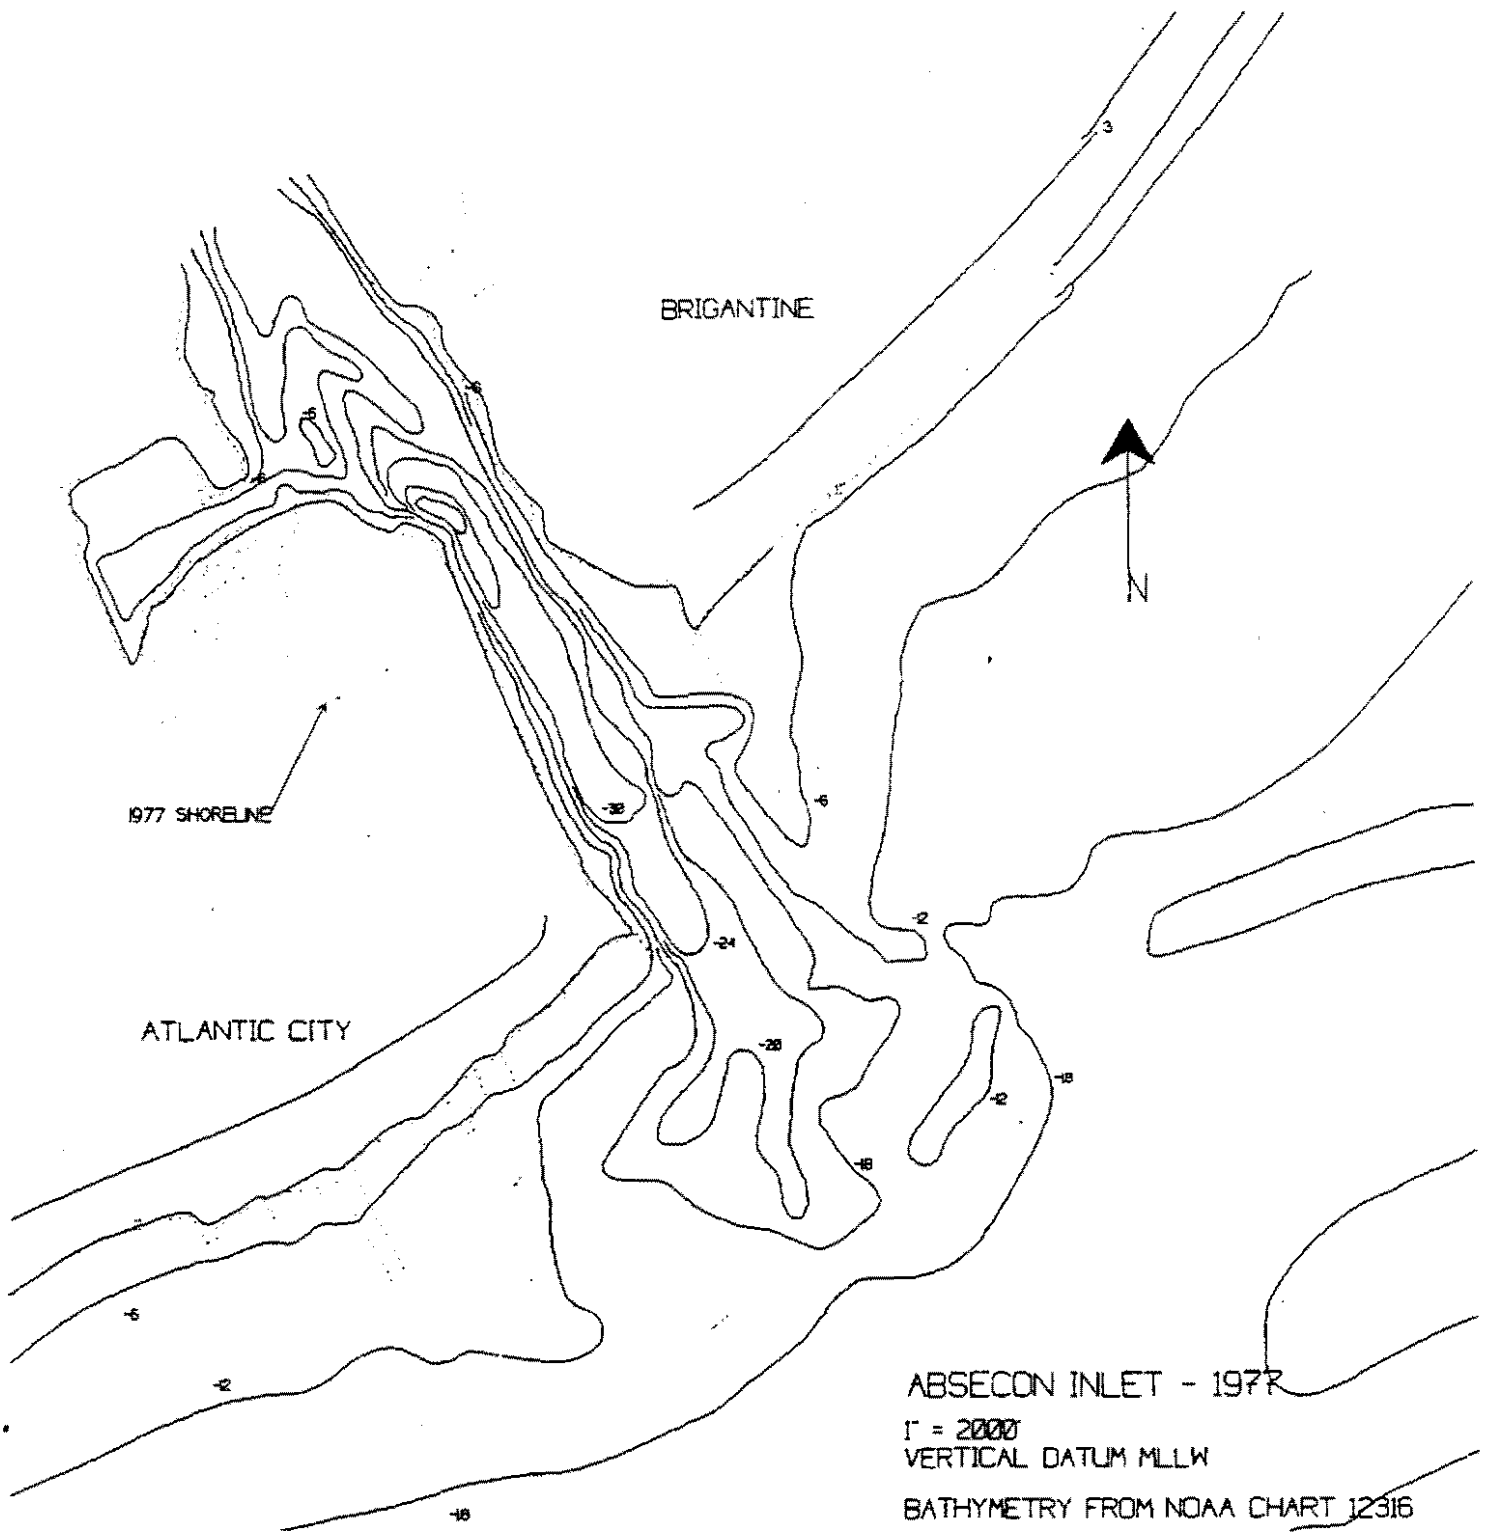 3
BRIGANTINE
-6
-6
-6
N
-30
1977 SHORELINE
-6
-12
-24
ATLANTIC CITY
-20
-18
-12
-18
-6
-12
ABSECON INLET - 1977
1" = 2000'
VERTICAL DATUM MLLW
BATHYMETRY FROM NOAA CHART 12316
-18